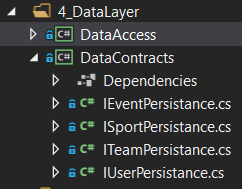 4_DataLayer
C# DataAccess
C# DataContracts
Dependencies
C# IEventPersistance.cs
C# ISportPersistance.cs
C# ITeamPersistance.cs
C# IUserPersistance.cs